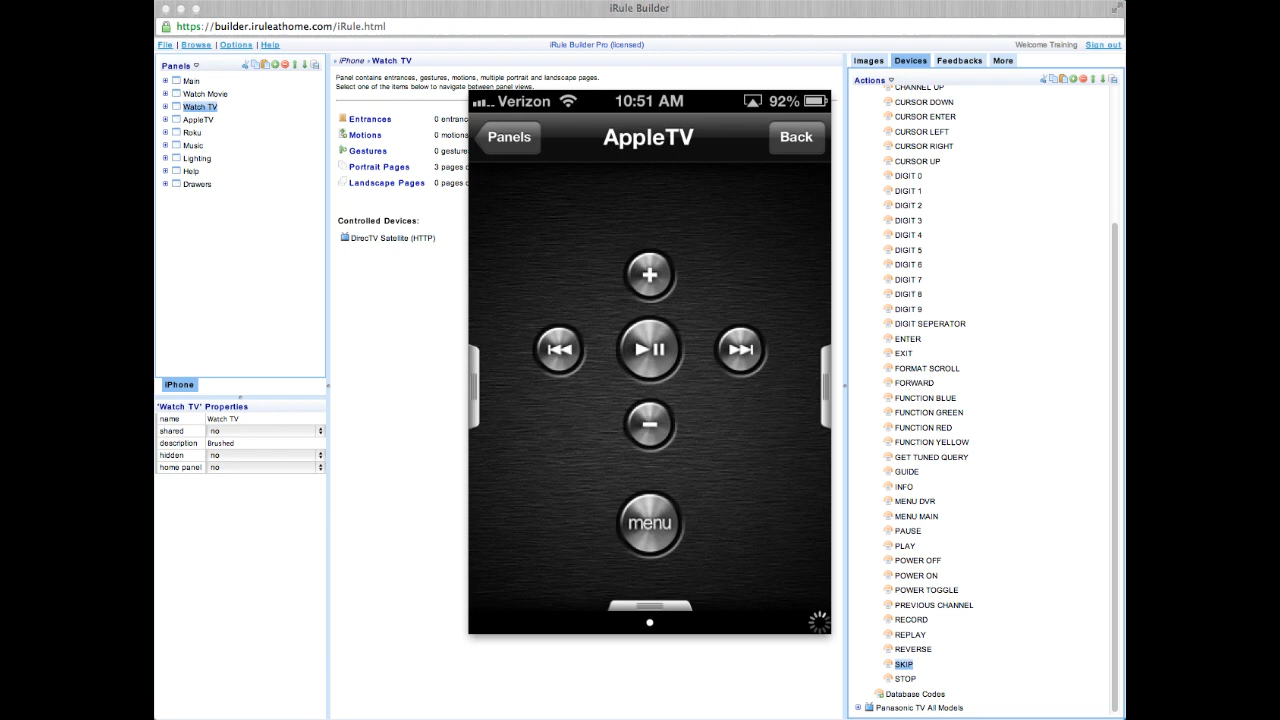 iRule Builder
https://builder.iruleathome.com/iRule.html
File | Browse | Options | Help
iRule Builder Pro (licensed)
Welcome Training
Sign out
Panels
Main
Watch Movie
Watch TV
AppleTV
Roku
Music
Lighting
Help
Drawers
iPhone
'Watch TV' Properties
name Watch TV
shared no
description Brushed
hidden no
home panel no
iPhone Watch TV
Panel contains entrances, gestures, motions, multiple portrait and landscape pages.
Select one of the items below to navigate between panel views.
Entrances 0 entranc
Motions 0 motions
Gestures 0 gesture
Portrait Pages 3 pages c
Landscape Pages 0 pages c
Controlled Devices:
DirecTV Satellite (HTTP)
Verizon 10:51 AM 92%
Panels AppleTV Back
menu
Images Devices Feedbacks More
Actions
CHANNEL UP
CURSOR DOWN
CURSOR ENTER
CURSOR LEFT
CURSOR RIGHT
CURSOR UP
DIGIT 0
DIGIT 1
DIGIT 2
DIGIT 3
DIGIT 4
DIGIT 5
DIGIT 6
DIGIT 7
DIGIT 8
DIGIT 9
DIGIT SEPERATOR
ENTER
EXIT
FORMAT SCROLL
FORWARD
FUNCTION BLUE
FUNCTION GREEN
FUNCTION RED
FUNCTION YELLOW
GET TUNED QUERY
GUIDE
INFO
MENU DVR
MENU MAIN
PAUSE
PLAY
POWER OFF
POWER ON
POWER TOGGLE
PREVIOUS CHANNEL
RECORD
REPLAY
REVERSE
SKIP
STOP
Database Codes
Panasonic TV All Models